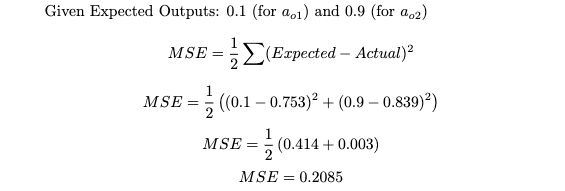 Given Expected Outputs: 0.1 (for a_{o1}) and 0.9 (for a_{o2})
MSE = \frac{1}{2} \sum (Expected − Actual)^2
MSE = \frac{1}{2} ((0.1 − 0.753)^2 + (0.9 − 0.839)^2)
MSE = \frac{1}{2} (0.414 + 0.003)
MSE = 0.2085